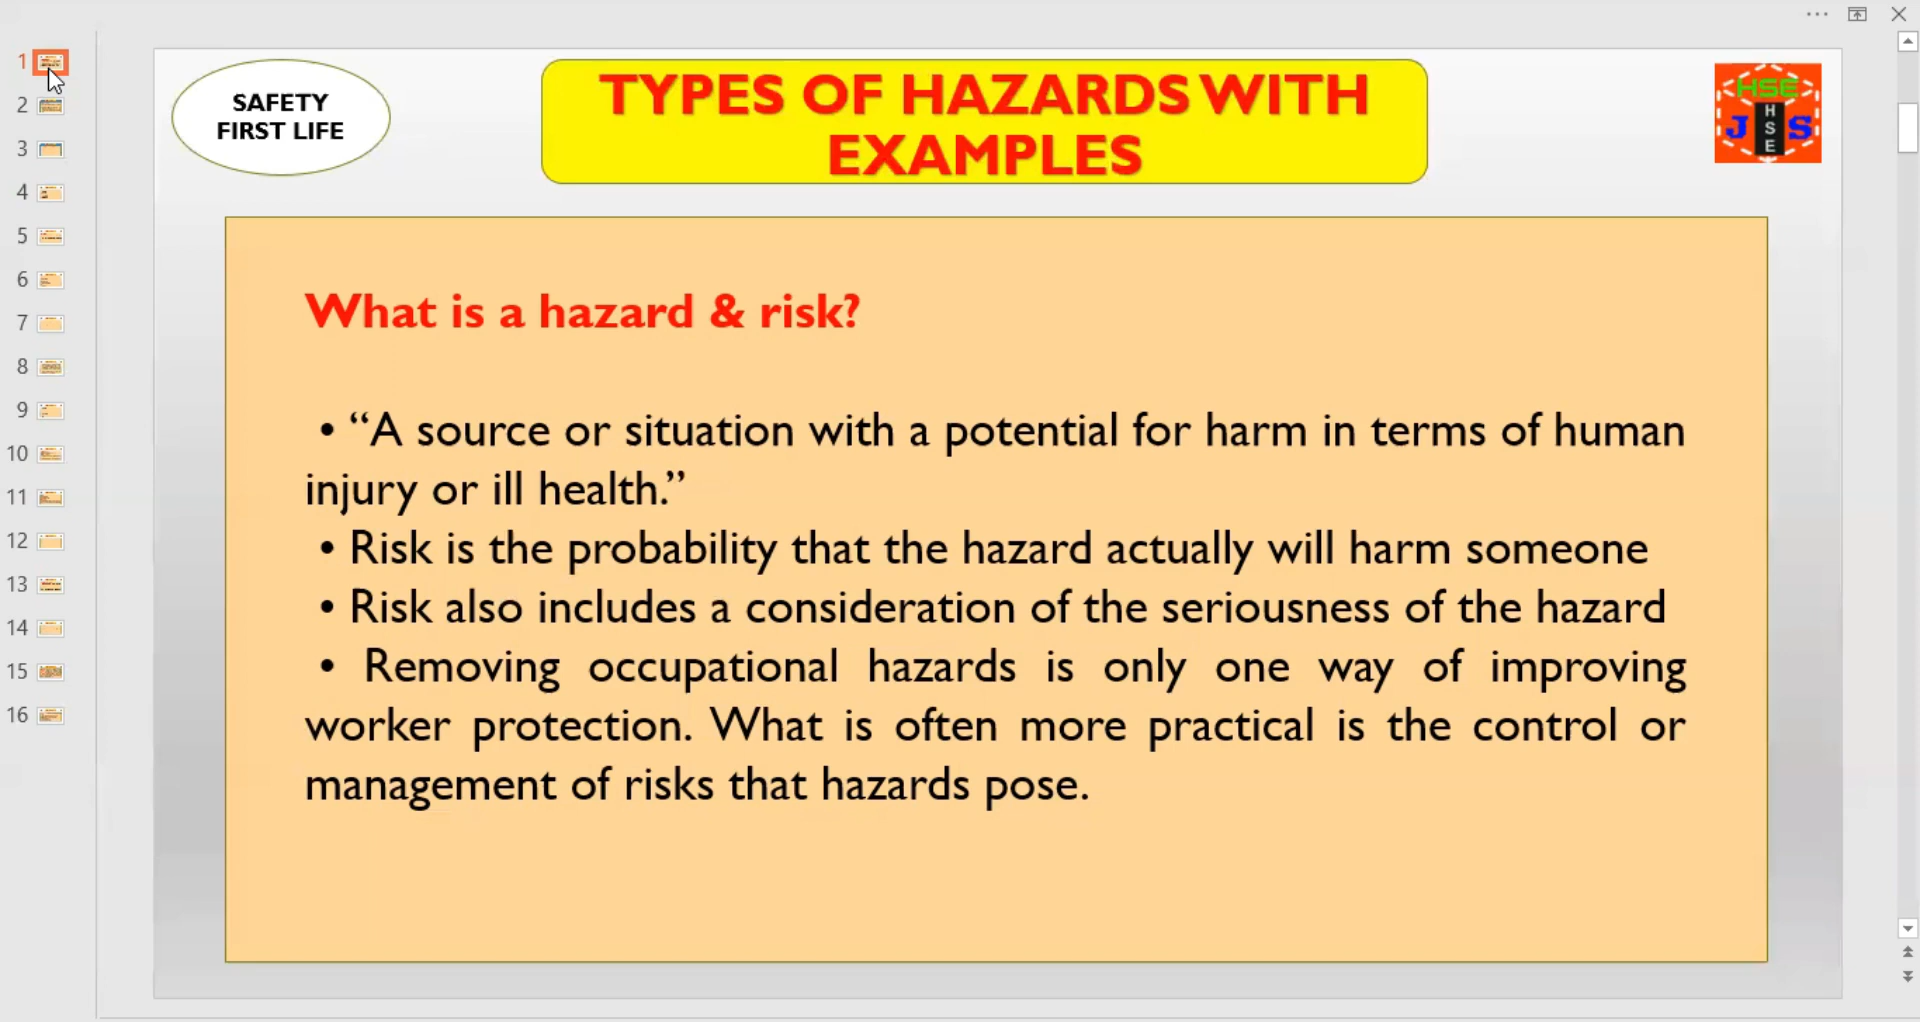 1
2
3
4
5
6
7
8
9
10
11
12
13
14
15
16
SAFETY
FIRST LIFE
TYPES OF HAZARDS WITH
EXAMPLES
HSE
J HSE S
What is a hazard & risk?
• “A source or situation with a potential for harm in terms of human
injury or ill health.”
• Risk is the probability that the hazard actually will harm someone
• Risk also includes a consideration of the seriousness of the hazard
• Removing occupational hazards is only one way of improving
worker protection. What is often more practical is the control or
management of risks that hazards pose.